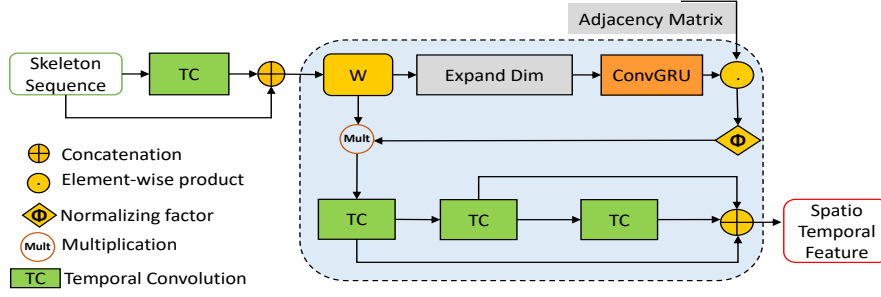 Adjacency Matrix
Skeleton
Sequence
TC
W
Expand Dim
ConvGRU
.
Φ
Mult
Concatenation
Element-wise product
Normalizing factor
Multiplication
Temporal Convolution
.
Φ
Mult
TC
TC
TC
TC
Spatio
Temporal
Feature